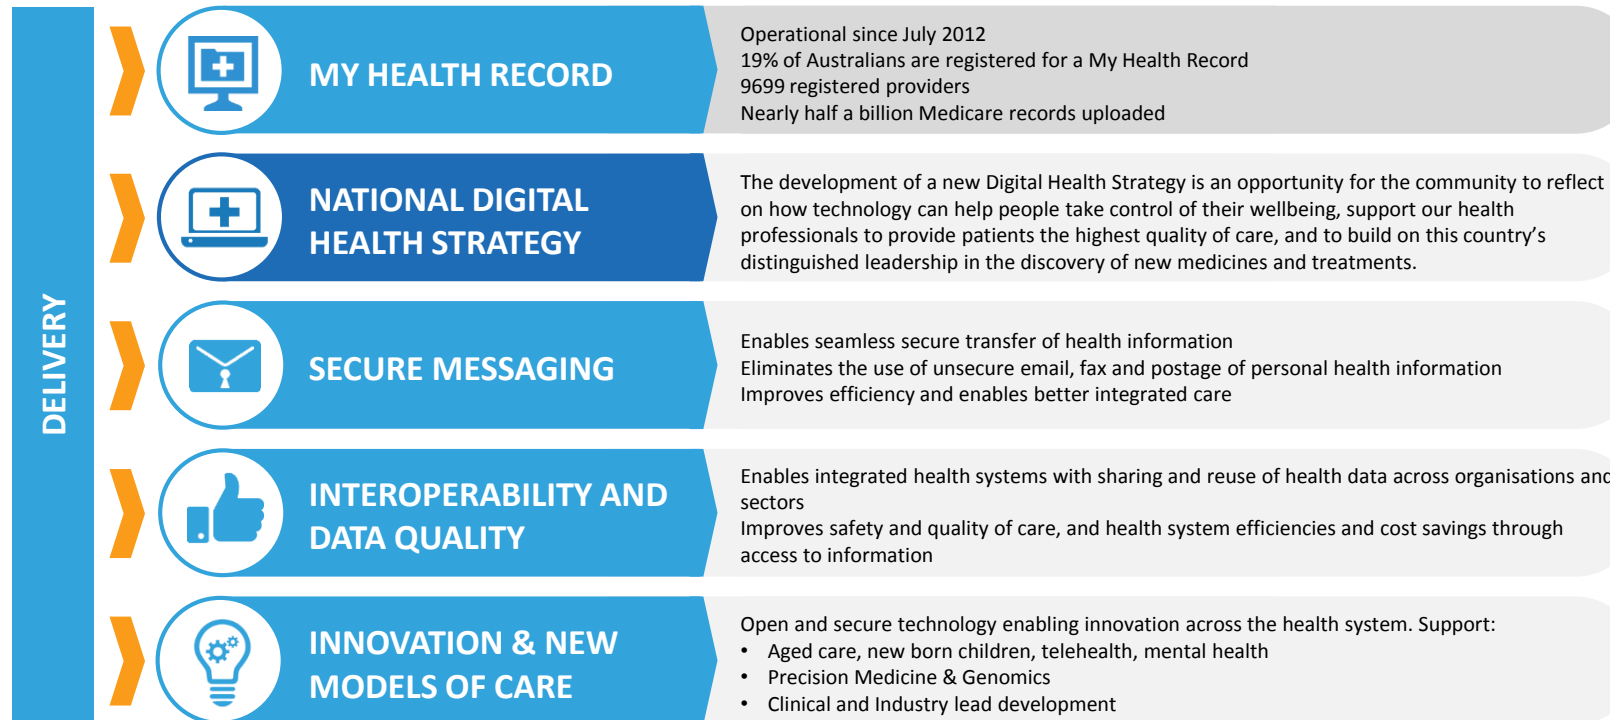 DELIVERY
MY HEALTH RECORD
Operational since July 2012
19% of Australians are registered for a My Health Record
9699 registered providers
Nearly half a billion Medicare records uploaded
NATIONAL DIGITAL
HEALTH STRATEGY
The development of a new Digital Health Strategy is an opportunity for the community to reflect
on how technology can help people take control of their wellbeing, support our health
professionals to provide patients the highest quality of care, and to build on this country's
distinguished leadership in the discovery of new medicines and treatments.
SECURE MESSAGING
Enables seamless secure transfer of health information
Eliminates the use of unsecure email, fax and postage of personal health information
Improves efficiency and enables better integrated care
INTEROPERABILITY AND
DATA QUALITY
Enables integrated health systems with sharing and reuse of health data across organisations and
sectors
Improves safety and quality of care, and health system efficiencies and cost savings through
access to information
INNOVATION & NEW
MODELS OF CARE
Open and secure technology enabling innovation across the health system. Support:
• Aged care, new born children, telehealth, mental health
• Precision Medicine & Genomics
• Clinical and Industry lead development